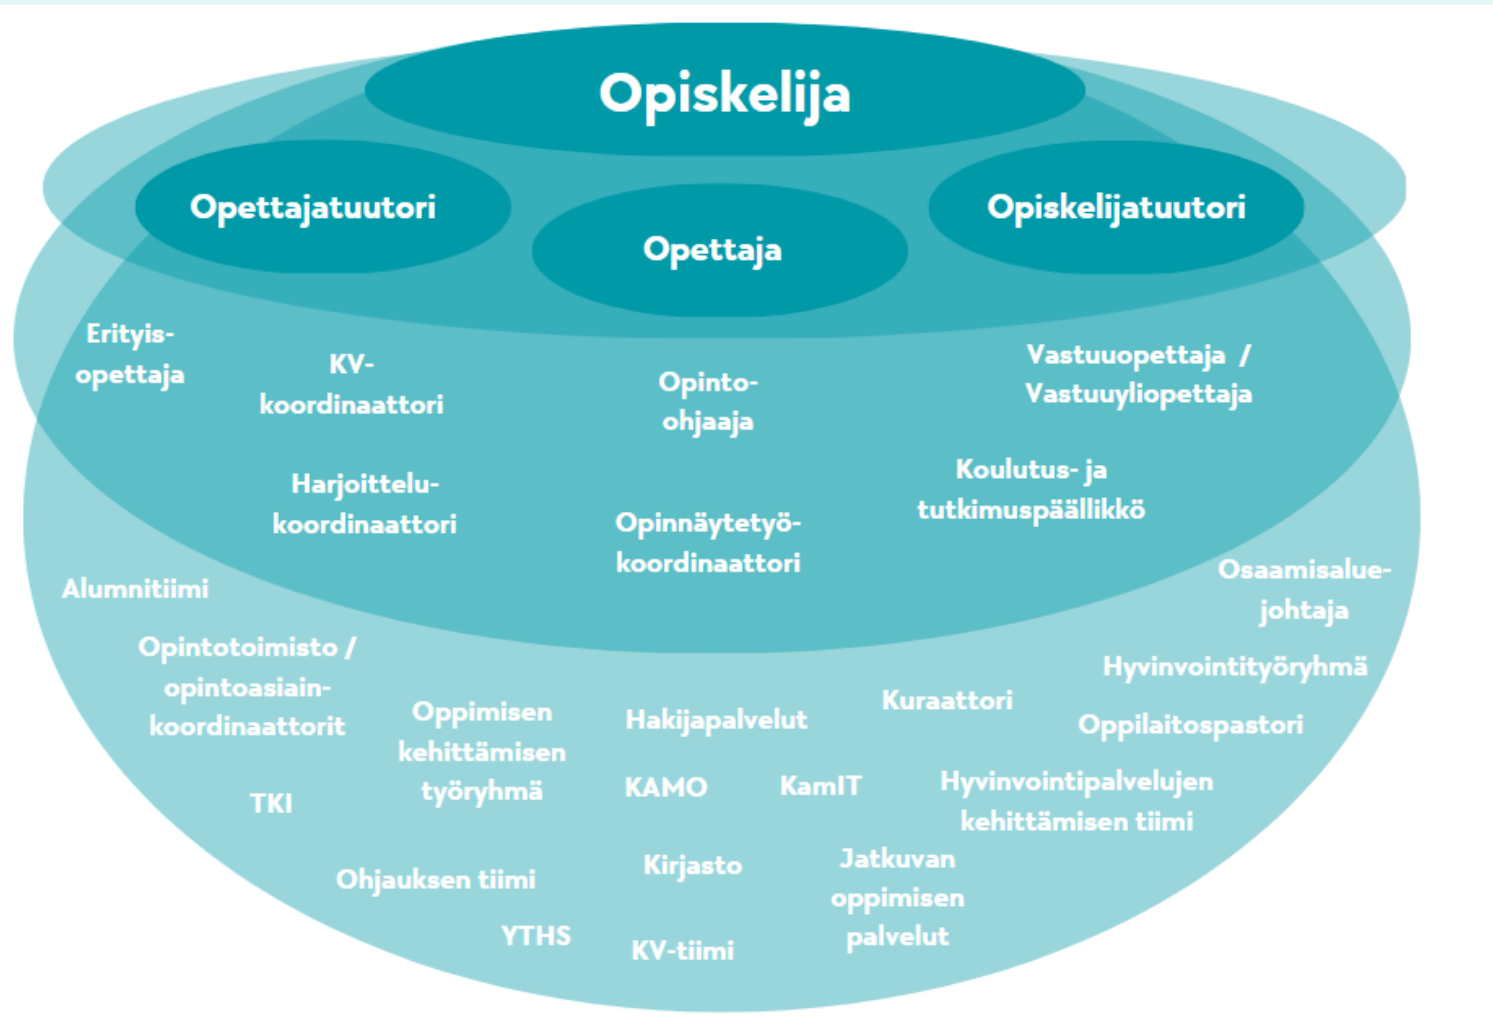 Opiskelija
Opettajatuutori
Opettaja
Opiskelijatuutori
Erityis-
opettaja
KV-
koordinaattori
Opinto-
ohjaaja
Vastuuopettaja /
Vastuuyliopettaja
Harjoittelu-
koordinaattori
Opinnäytetyö-
koordinaattori
Koulutus- ja
tutkimuspäällikkö
Alumnitiimi
Osaamisalue-
johtaja
Opintotoimisto /
opintoasiain-
koordinaattorit
Oppimisen
kehittämisen
työryhmä
Hakijapalvelut
Kuraattori
Hyvinvointityöryhmä
Oppilaitospastori
TKI
KAMO
KamIT
Hyvinvointipalvelujen
kehittämisen tiimi
Ohjauksen tiimi
Kirjasto
Jatkuvan
oppimisen
palvelut
YTHS
KV-tiimi